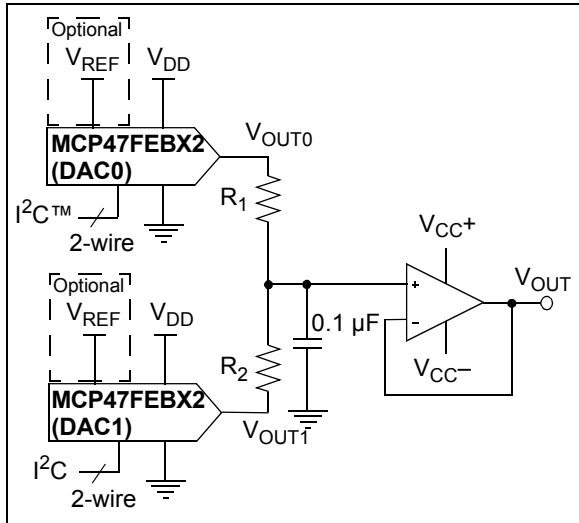 Optional
VREF
VDD
MCP47FEBX2
(DAC0)
VOUT0
R1
I²C™
2-wire
VCC+
VOUT
+
–
0.1 µF
VCC–
Optional
VREF
VDD
R2
MCP47FEBX2
(DAC1)
VOUT1
I²C
2-wire